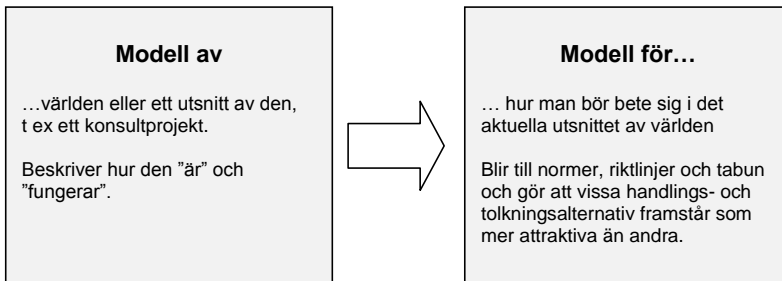 Modell av
…världen eller ett utsnitt av den,
t ex ett konsultprojekt.
Beskriver hur den ”är” och
”fungerar”.
Modell för…
… hur man bör bete sig i det
aktuella utsnittet av världen
Blir till normer, riktlinjer och tabun
och gör att vissa handlings- och
tolkningsalternativ framstår som
mer attraktiva än andra.